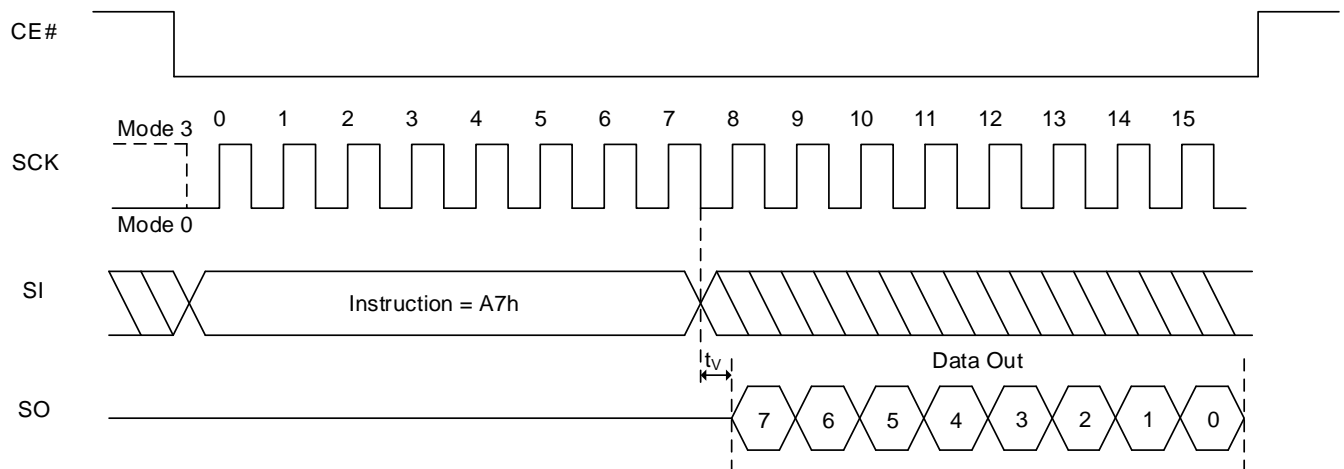 CE#
Mode 3
0 1 2 3 4 5 6 7 8 9 10 11 12 13 14 15
SCK
Mode 0
SI
Instruction = A7h
tV
Data Out
SO
7 6 5 4 3 2 1 0